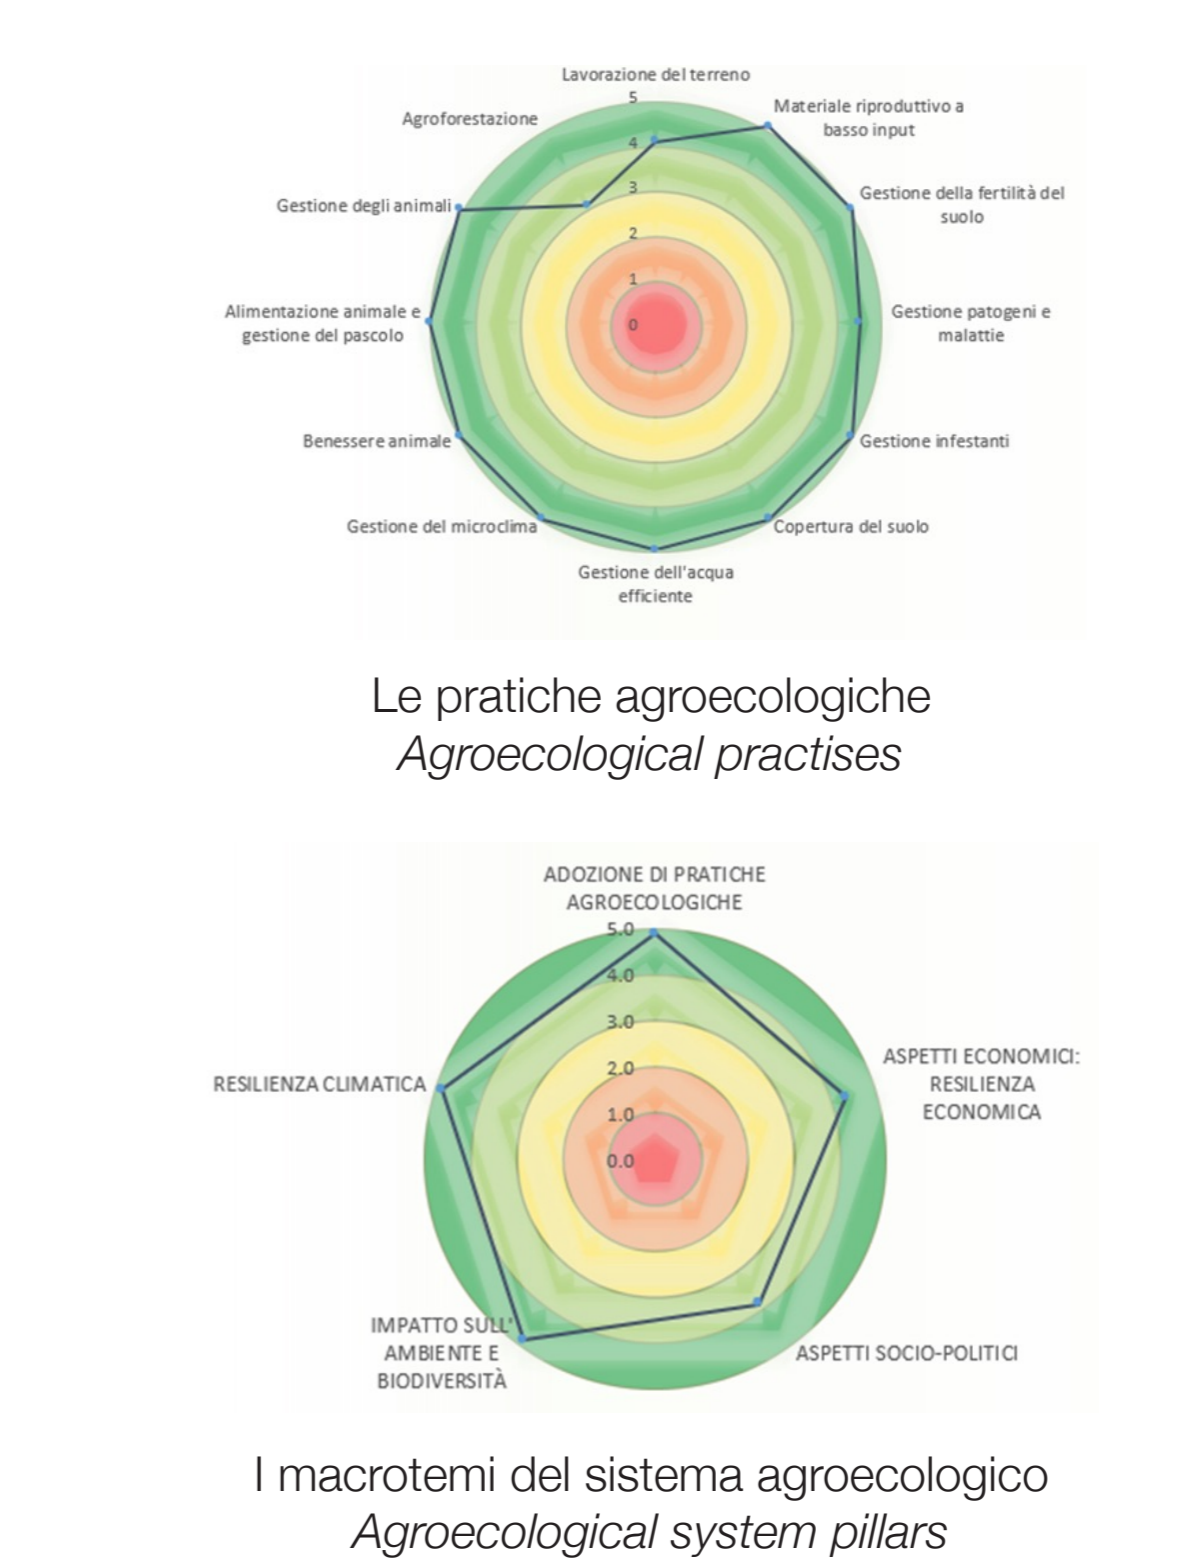 Lavorazione del terreno
5
Materiale riproduttivo a
basso input
Agroforestazione
4
3
Gestione della fertilità del
suolo
Gestione degli animali
2
1
Alimentazione animale e
gestione del pascolo
0
Gestione patogeni e
malattie
Benessere animale
Gestione infestanti
Gestione del microclima
Copertura del suolo
Gestione dell'acqua
efficiente
Le pratiche agroecologiche
Agroecological practises
ADOZIONE DI PRATICHE
AGROECOLOGICHE
5.0
4.0
3.0
2.0
1.0
0.0
ASPETTI ECONOMICI:
RESILIENZA
ECONOMICA
RESILIENZA CLIMATICA
IMPATTO SULL'
AMBIENTE E
BIODIVERSITÀ
ASPETTI SOCIO-POLITICI
I macrotemi del sistema agroecologico
Agroecological system pillars